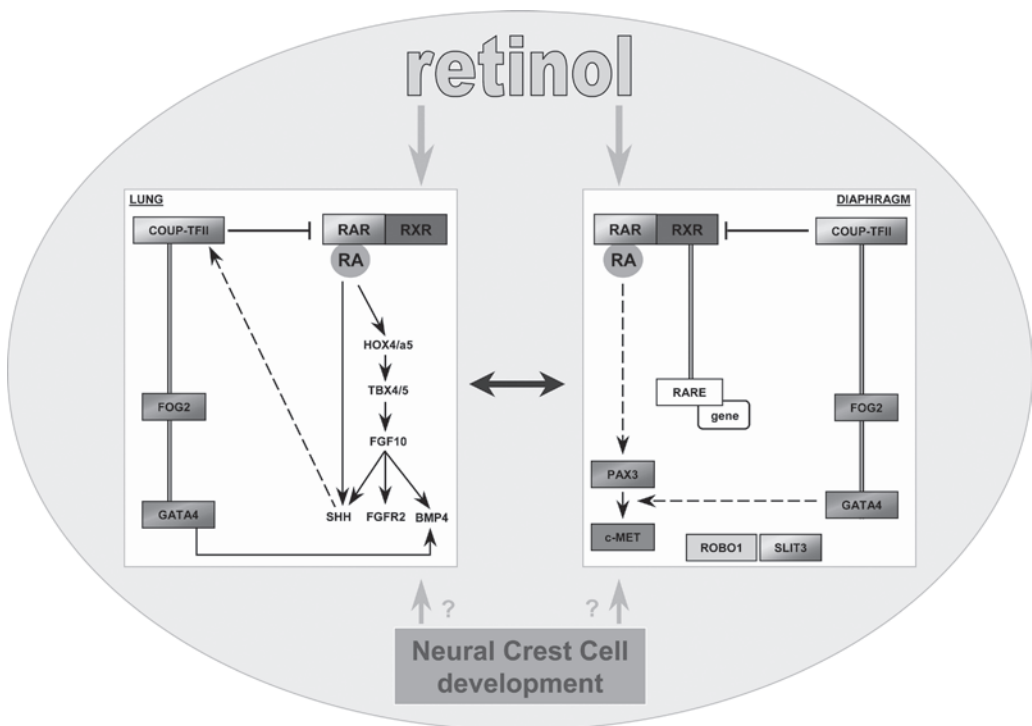 retinol
LUNG
COUP-TFII
RAR
RXR
RA
HOX4/a5
TBX4/5
FOG2
FGF10
GATA4
SHH
FGFR2
BMP4
DIAPHRAGM
RAR
RXR
COUP-TFII
RA
RARE
gene
FOG2
PAX3
GATA4
c-MET
ROBO1
SLIT3
?
?
Neural Crest Cell
development